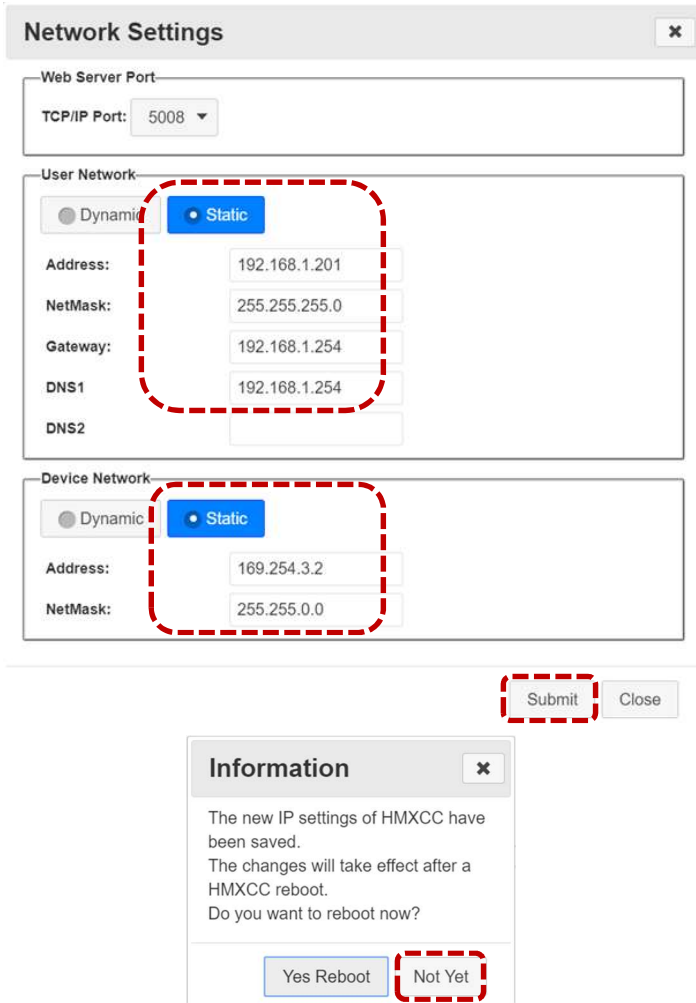 Network Settings
Web Server Port
TCP/IP Port: 5008
User Network
Dynamic Static
Address: 192.168.1.201
NetMask: 255.255.255.0
Gateway: 192.168.1.254
DNS1 192.168.1.254
DNS2
Device Network
Dynamic Static
Address: 169.254.3.2
NetMask: 255.255.0.0
Submit Close
Information
The new IP settings of HMXCC have
been saved.
The changes will take effect after a
HMXCC reboot.
Do you want to reboot now?
Yes Reboot Not Yet